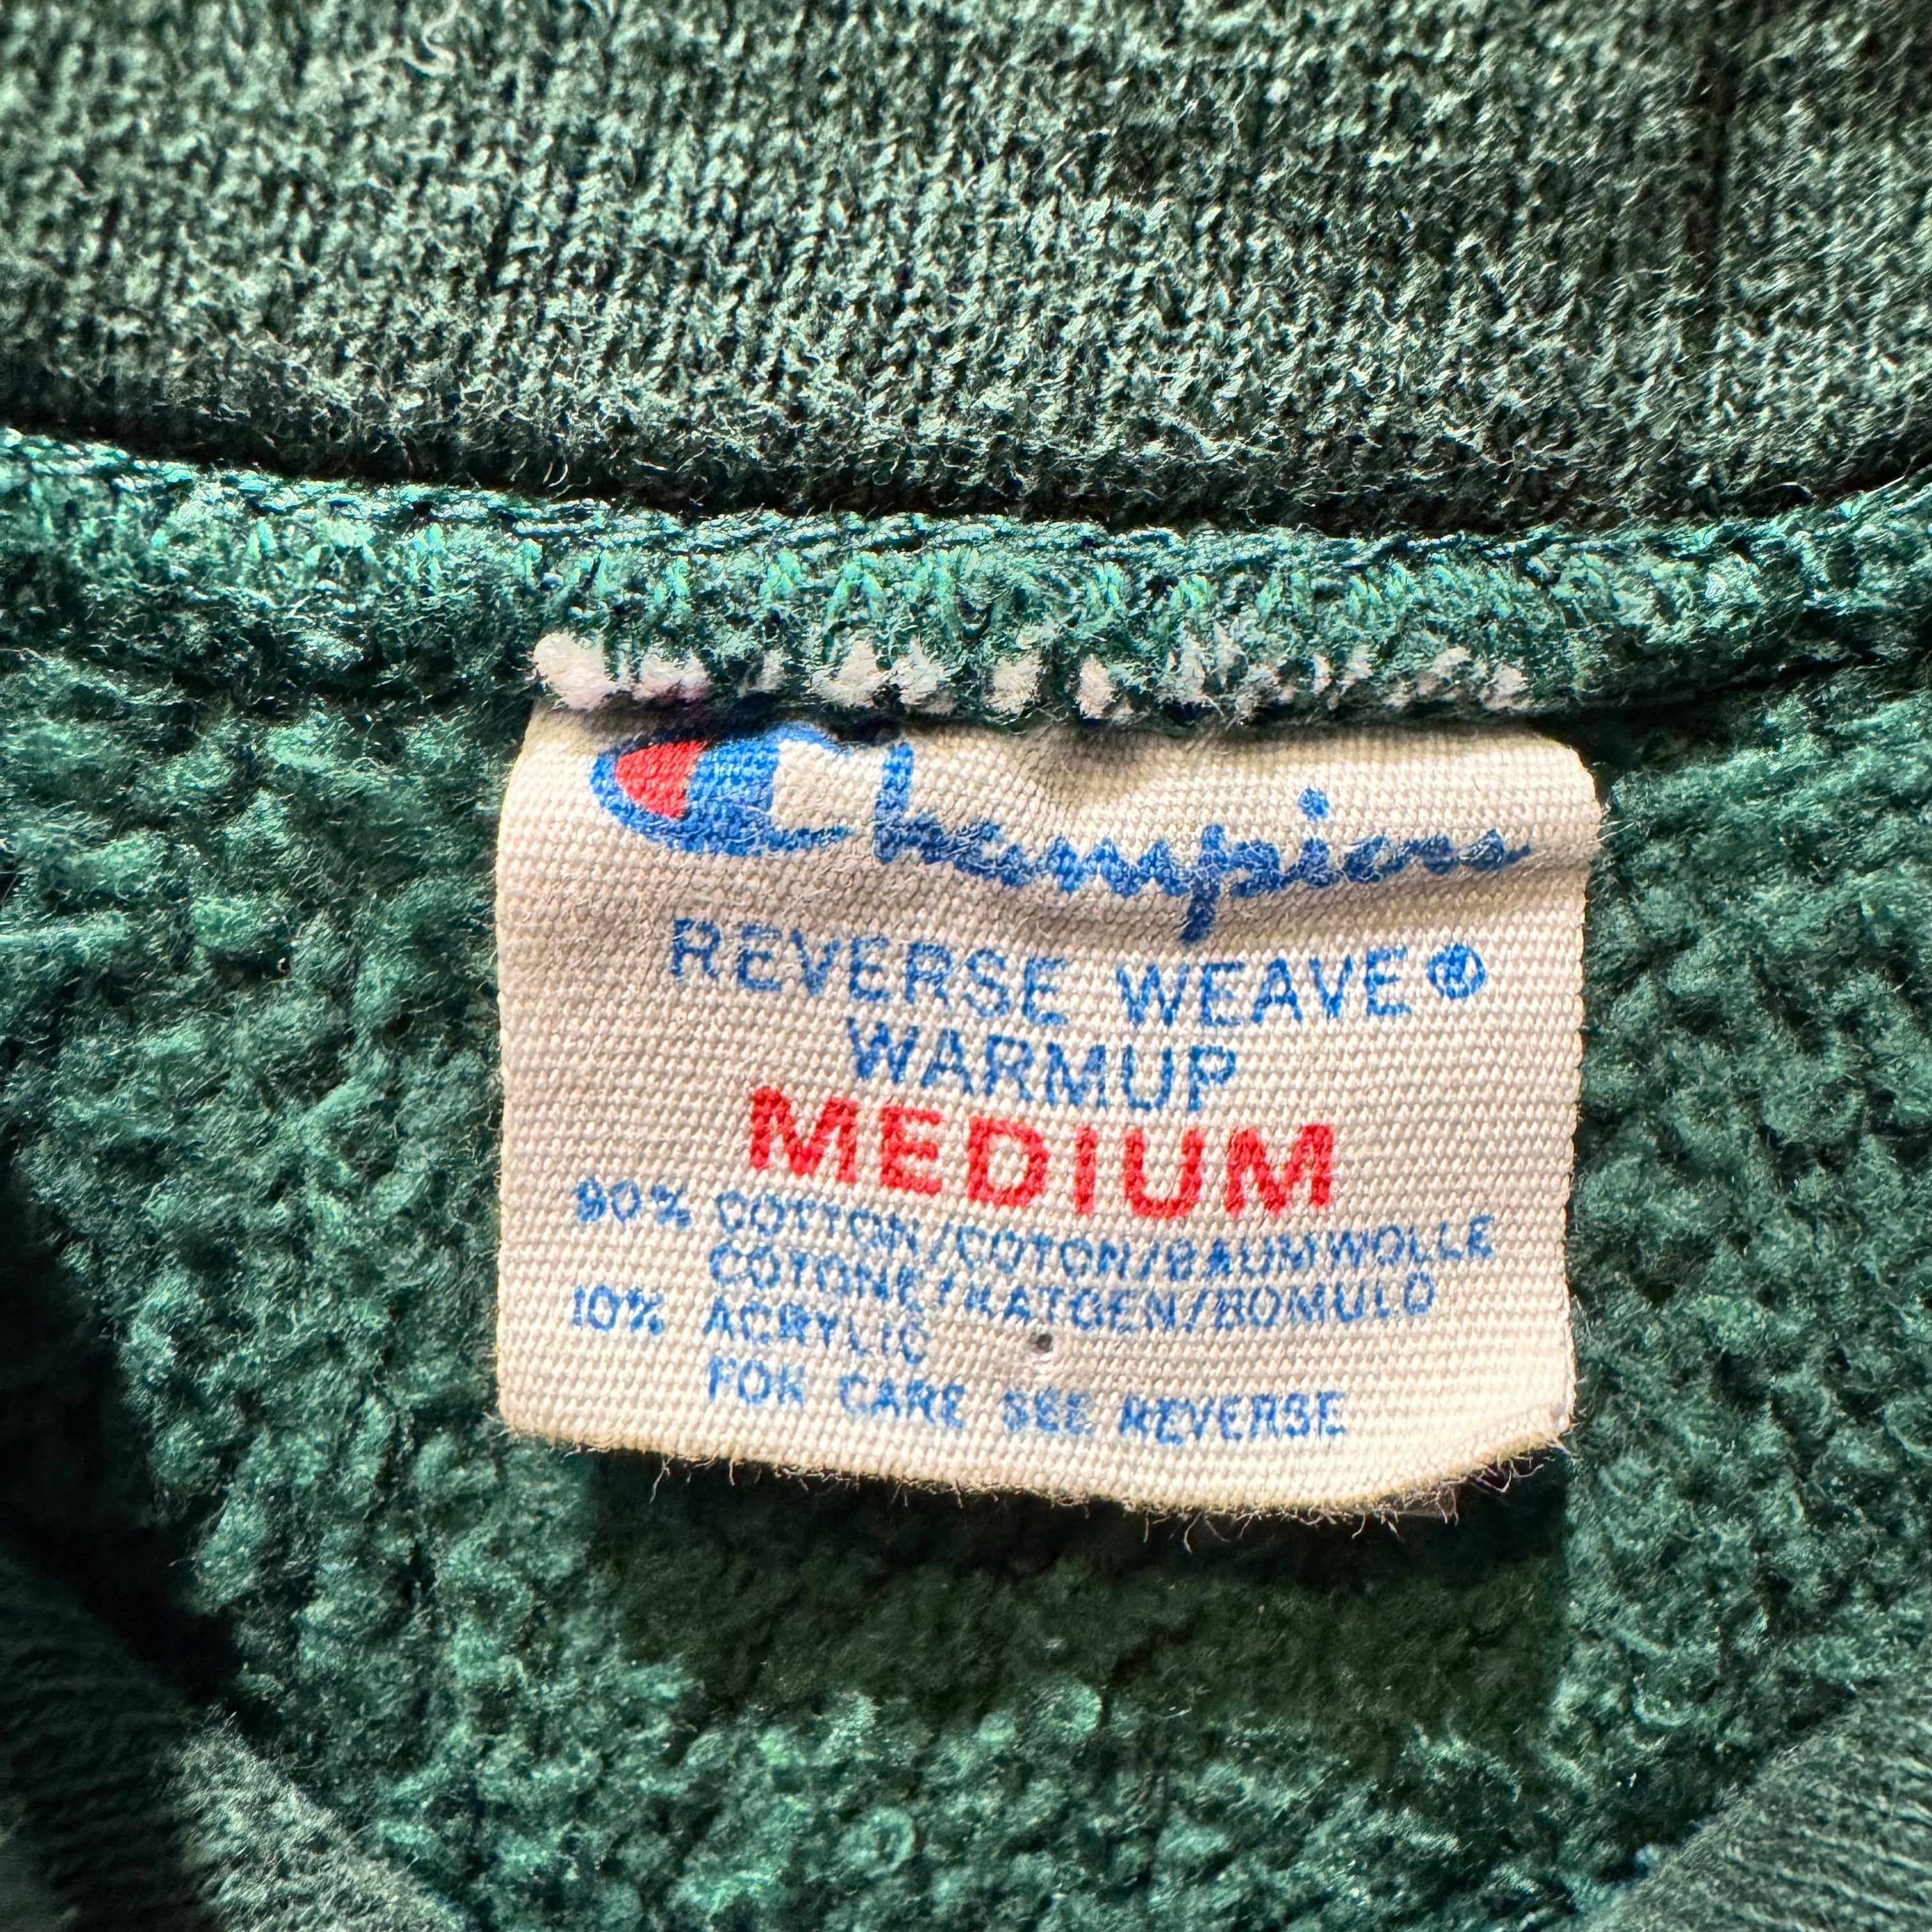 Champion
REVERSE WEAVE®
WARMUP
MEDIUM
90% COTTON/COTON/BAUMWOLLE
COTONE/KATOEN/BOMULD
10% ACRYLIC
FOR CARE SEE REVERSE